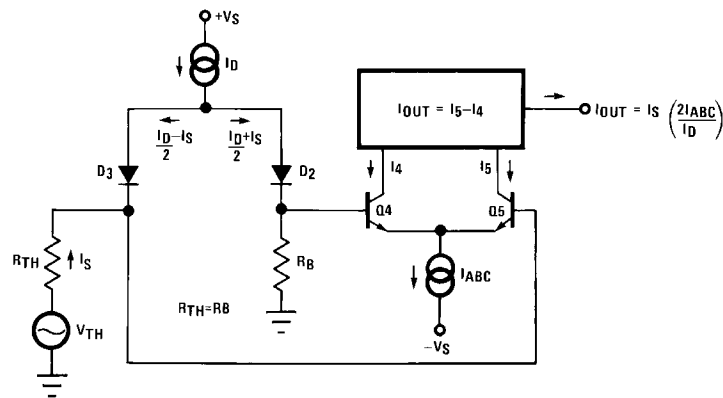 +VS
ID
ID/2 −IS
ID/2 +IS
D3
D2
IOUT = I5−I4
IOUT = IS (2IABC/ID)
I4
I5
Q4
Q5
RTH
IS
RB
IABC
RTH=RB
VTH
−VS